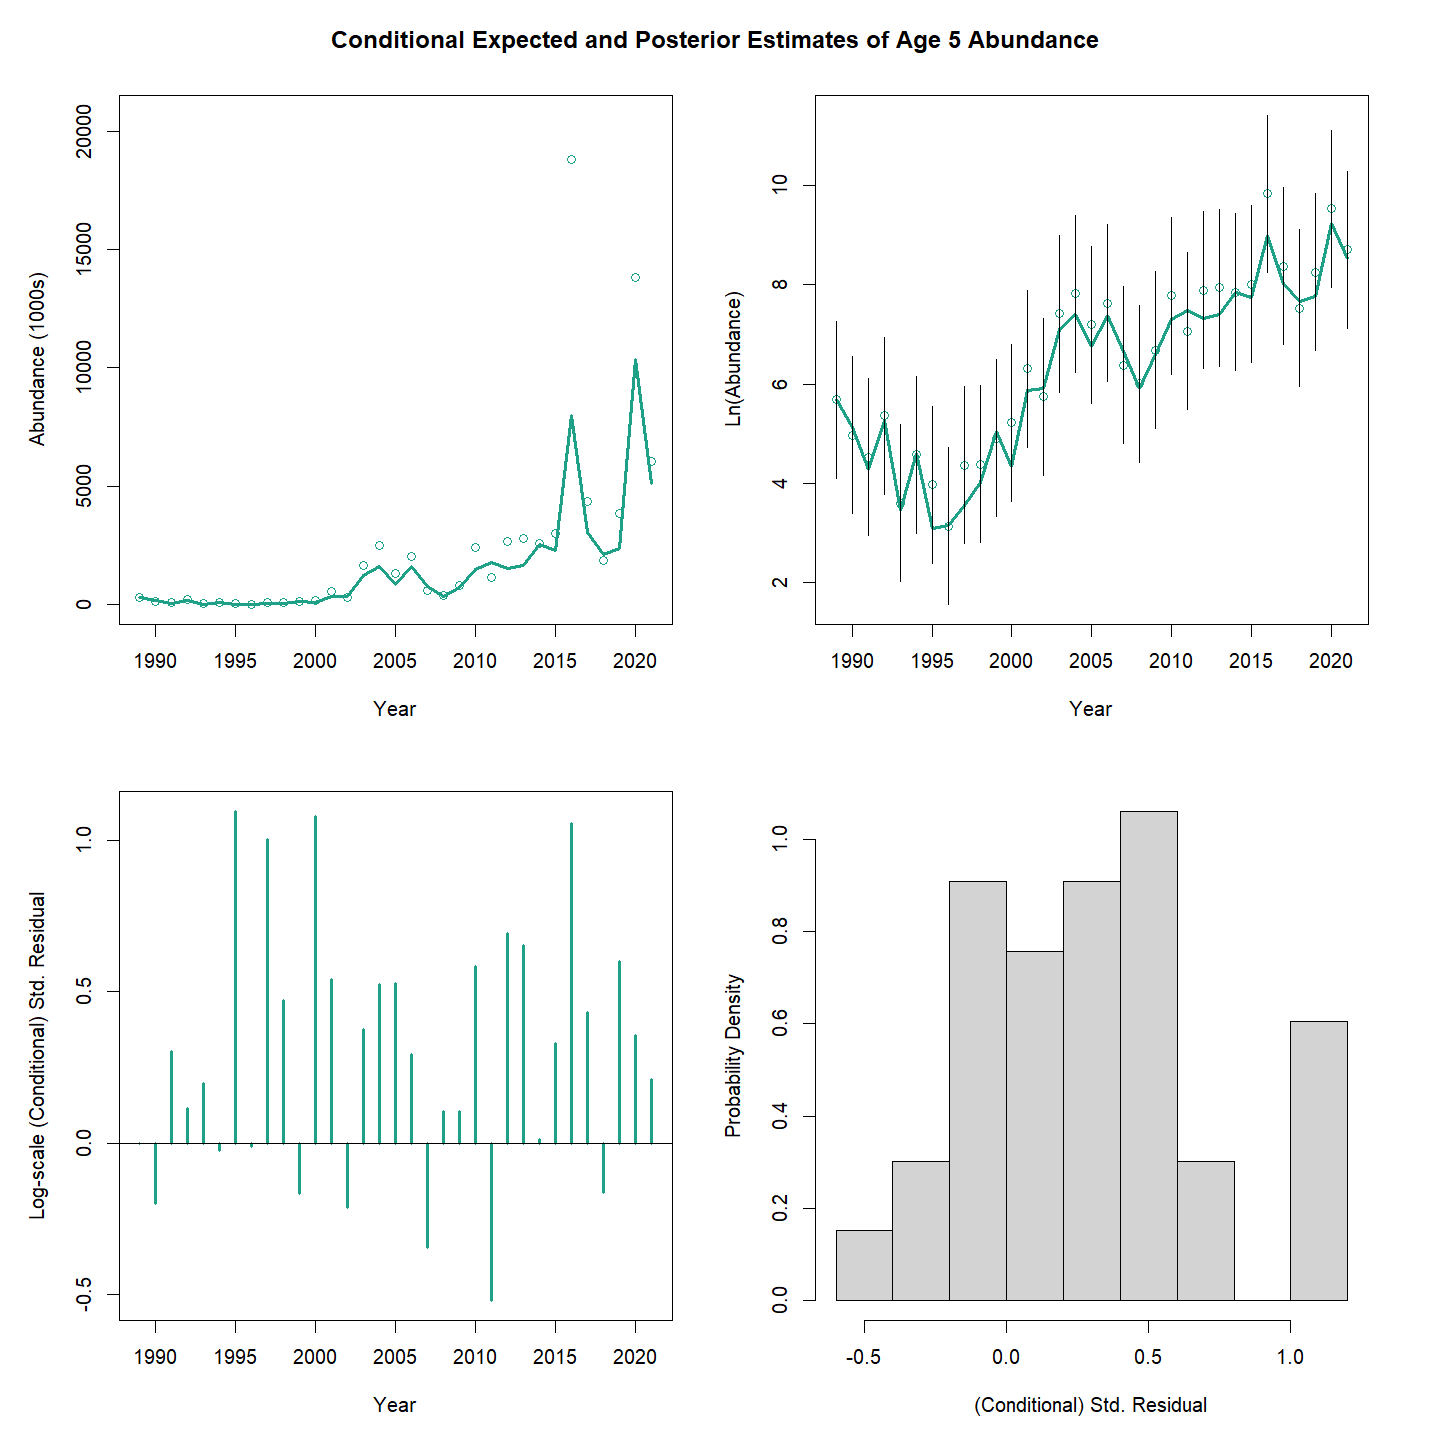 Conditional Expected and Posterior Estimates of Age 5 Abundance
Abundance (1000s)
20000
15000
10000
5000
0
1990 1995 2000 2005 2010 2015 2020
Year
Ln(Abundance)
10
8
6
4
2
1990 1995 2000 2005 2010 2015 2020
Year
Log-scale (Conditional) Std. Residual
1.0
0.5
0.0
-0.5
1990 1995 2000 2005 2010 2015 2020
Year
Probability Density
1.0
0.8
0.6
0.4
0.2
0.0
-0.5 0.0 0.5 1.0
(Conditional) Std. Residual